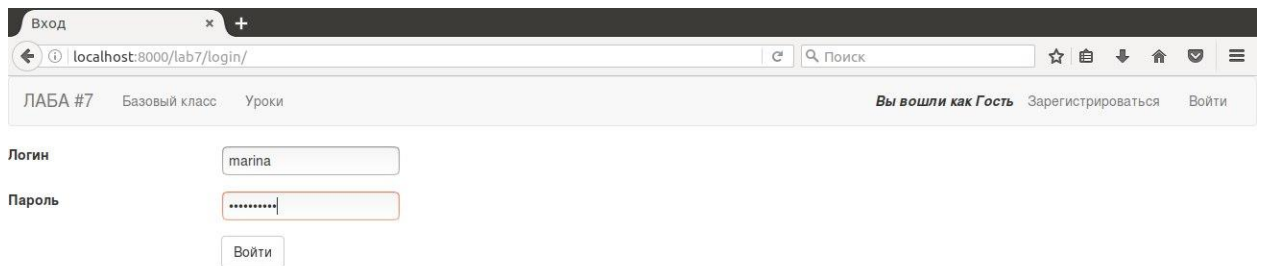 Вход × +
localhost:8000/lab7/login/ Поиск
ЛАБА #7 Базовый класс Уроки Вы вошли как Гость Зарегистрироваться Войти
Логин marina
Пароль ••••••••••
Войти